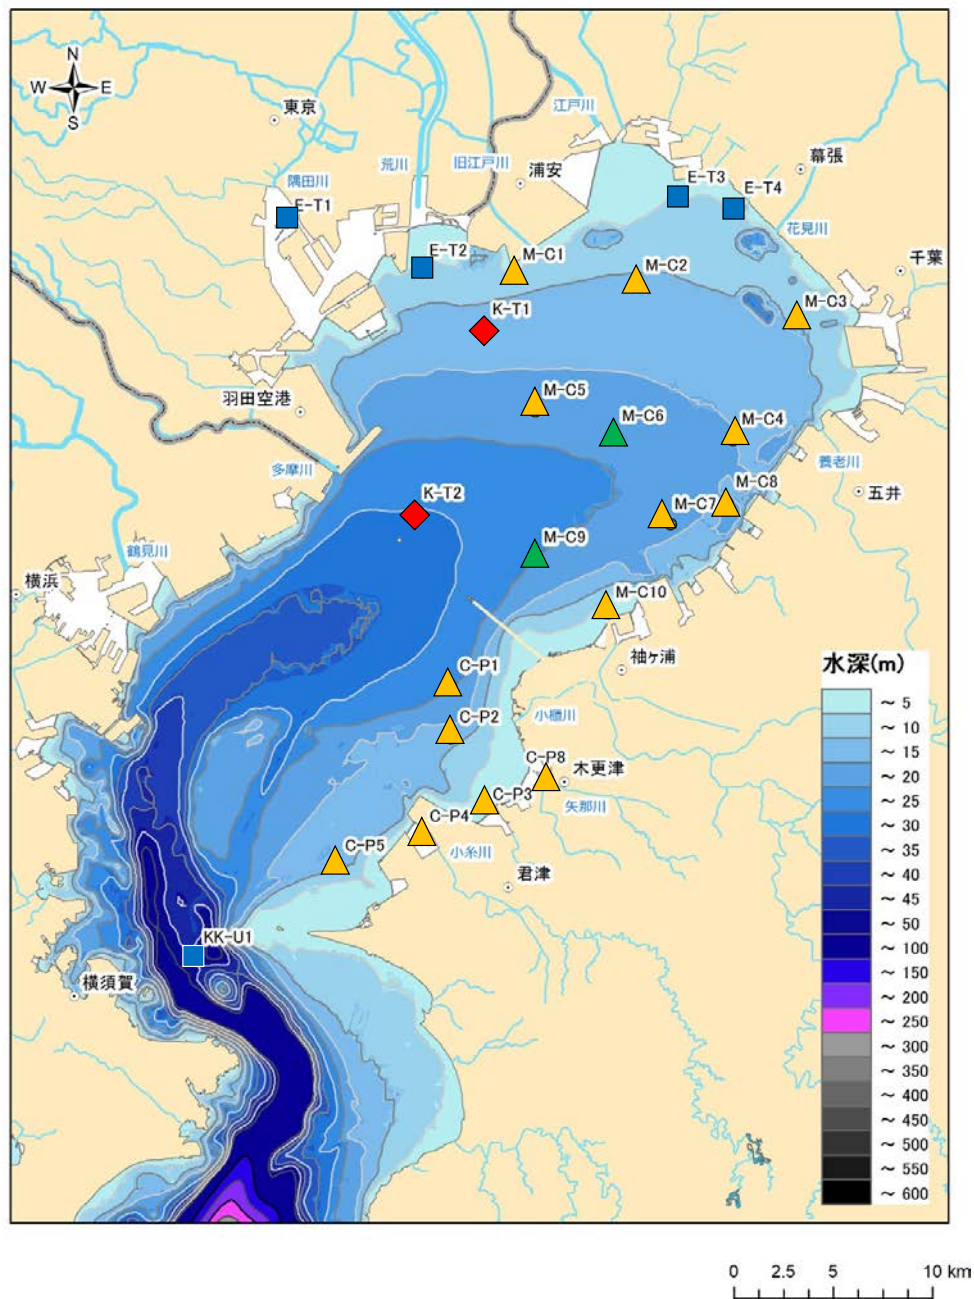 N
W E
S
東京
江戸川
荒川
旧江戸川
浦安
幕張
隅田川
E-T1
E-T3
E-T4
花見川
千葉
E-T2
M-C1
M-C2
M-C3
K-T1
羽田空港
M-C5
M-C6
M-C4
多摩川
養老川
K-T2
M-C7
M-C8
五井
鶴見川
M-C9
横浜
M-C10
袖ヶ浦
C-P1
小櫃川
C-P2
C-P8
木更津
C-P3
矢那川
C-P4
C-P5
小糸川
君津
KK-U1
横須賀
水深(m)
～ 5
～ 10
～ 15
～ 20
～ 25
～ 30
～ 35
～ 40
～ 45
～ 50
～ 100
～ 150
～ 200
～ 250
～ 300
～ 350
～ 400
～ 450
～ 500
～ 550
～ 600
0 2.5 5 10 km